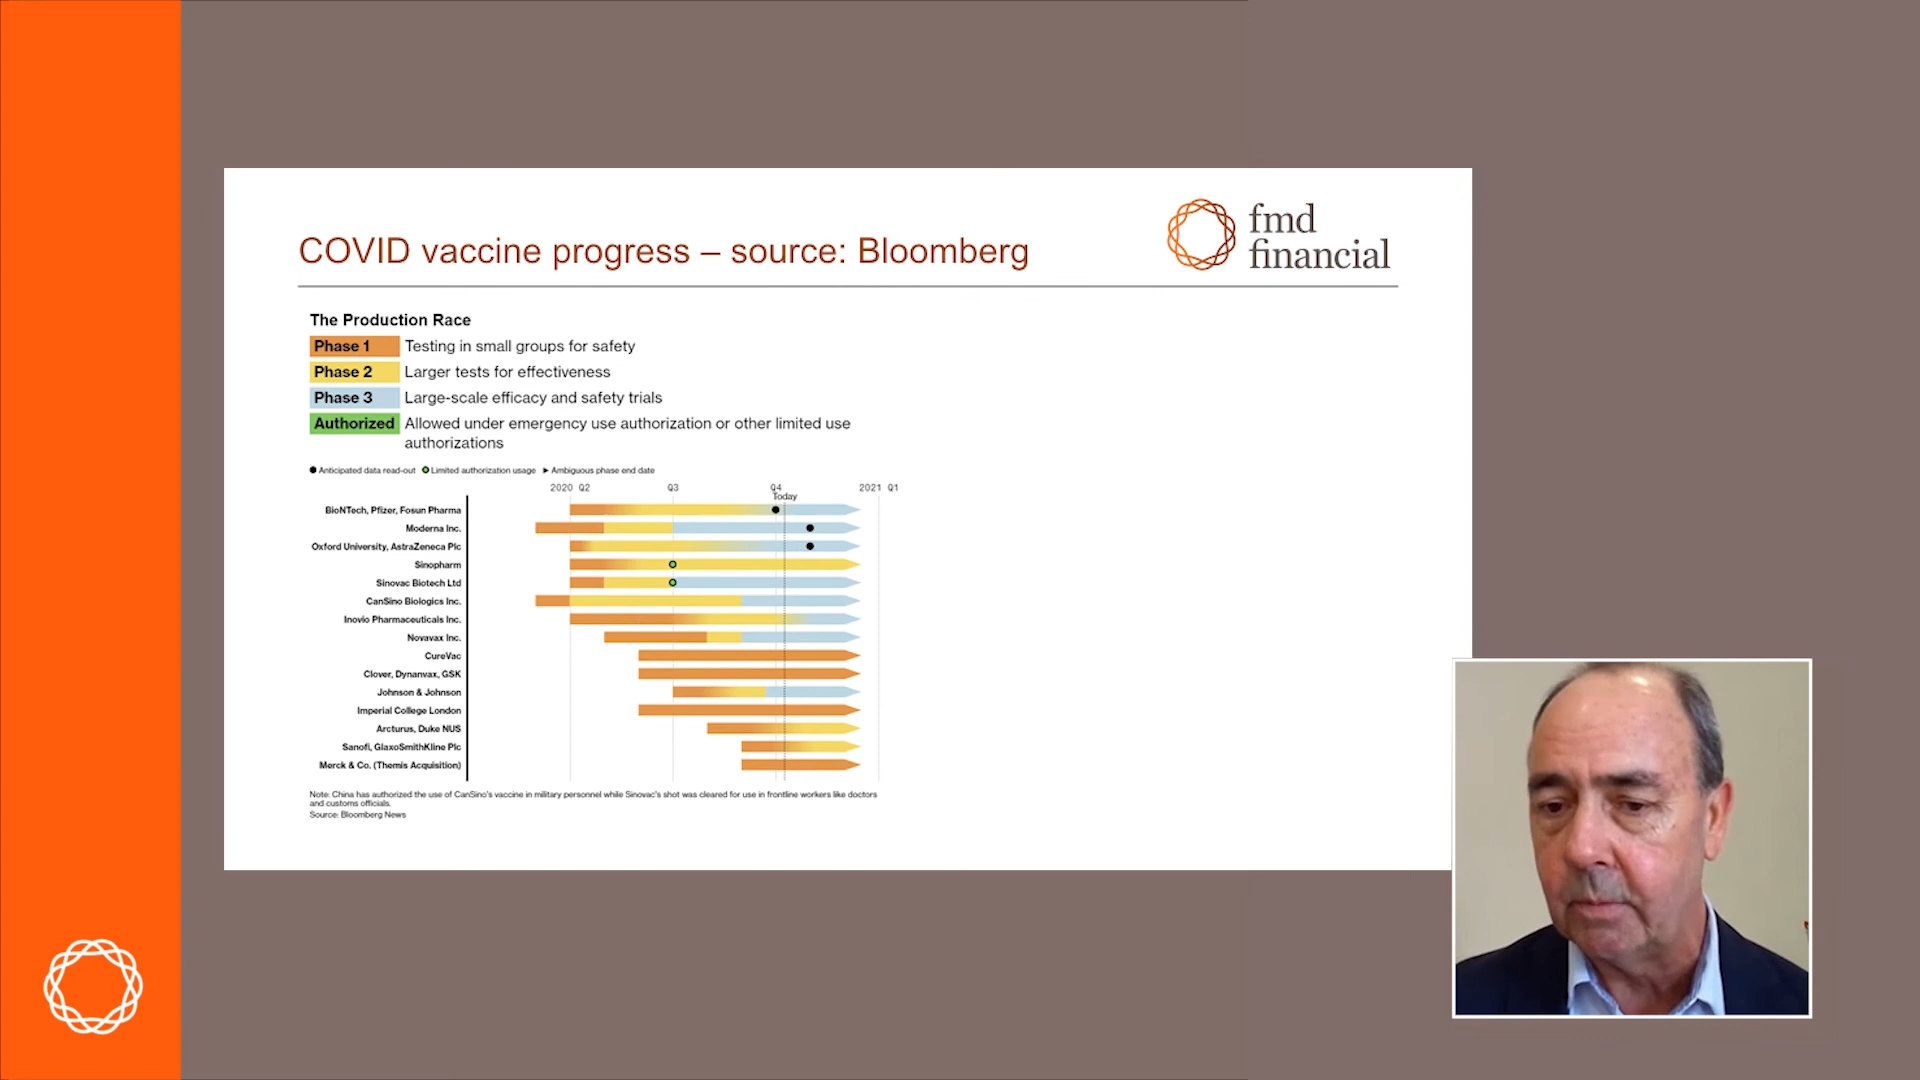 fmd
financial
COVID vaccine progress – source: Bloomberg
The Production Race
Phase 1 Testing in small groups for safety
Phase 2 Larger tests for effectiveness
Phase 3 Large-scale efficacy and safety trials
Authorized Allowed under emergency use authorization or other limited use
authorizations
Anticipated data read-out Limited authorization usage Ambiguous phase end date
2020 Q2 Q3 Q4 2021 Q1
Today
BioNTech, Pfizer, Fosun Pharma
Moderna Inc.
Oxford University, AstraZeneca Plc
Sinopharm
Sinovac Biotech Ltd
CanSino Biologics Inc.
Inovio Pharmaceuticals Inc.
Novavax Inc.
CureVac
Clover, Dynavax, GSK
Johnson & Johnson
Imperial College London
Arcturus, Duke NUS
Sanofi, GlaxoSmithKline Plc
Merck & Co. (Themis Acquisition)
Note: China has authorized the use of CanSino's vaccine in military personnel while Sinovac's shot was cleared for use in frontline workers like doctors
and customs officials.
Source: Bloomberg News